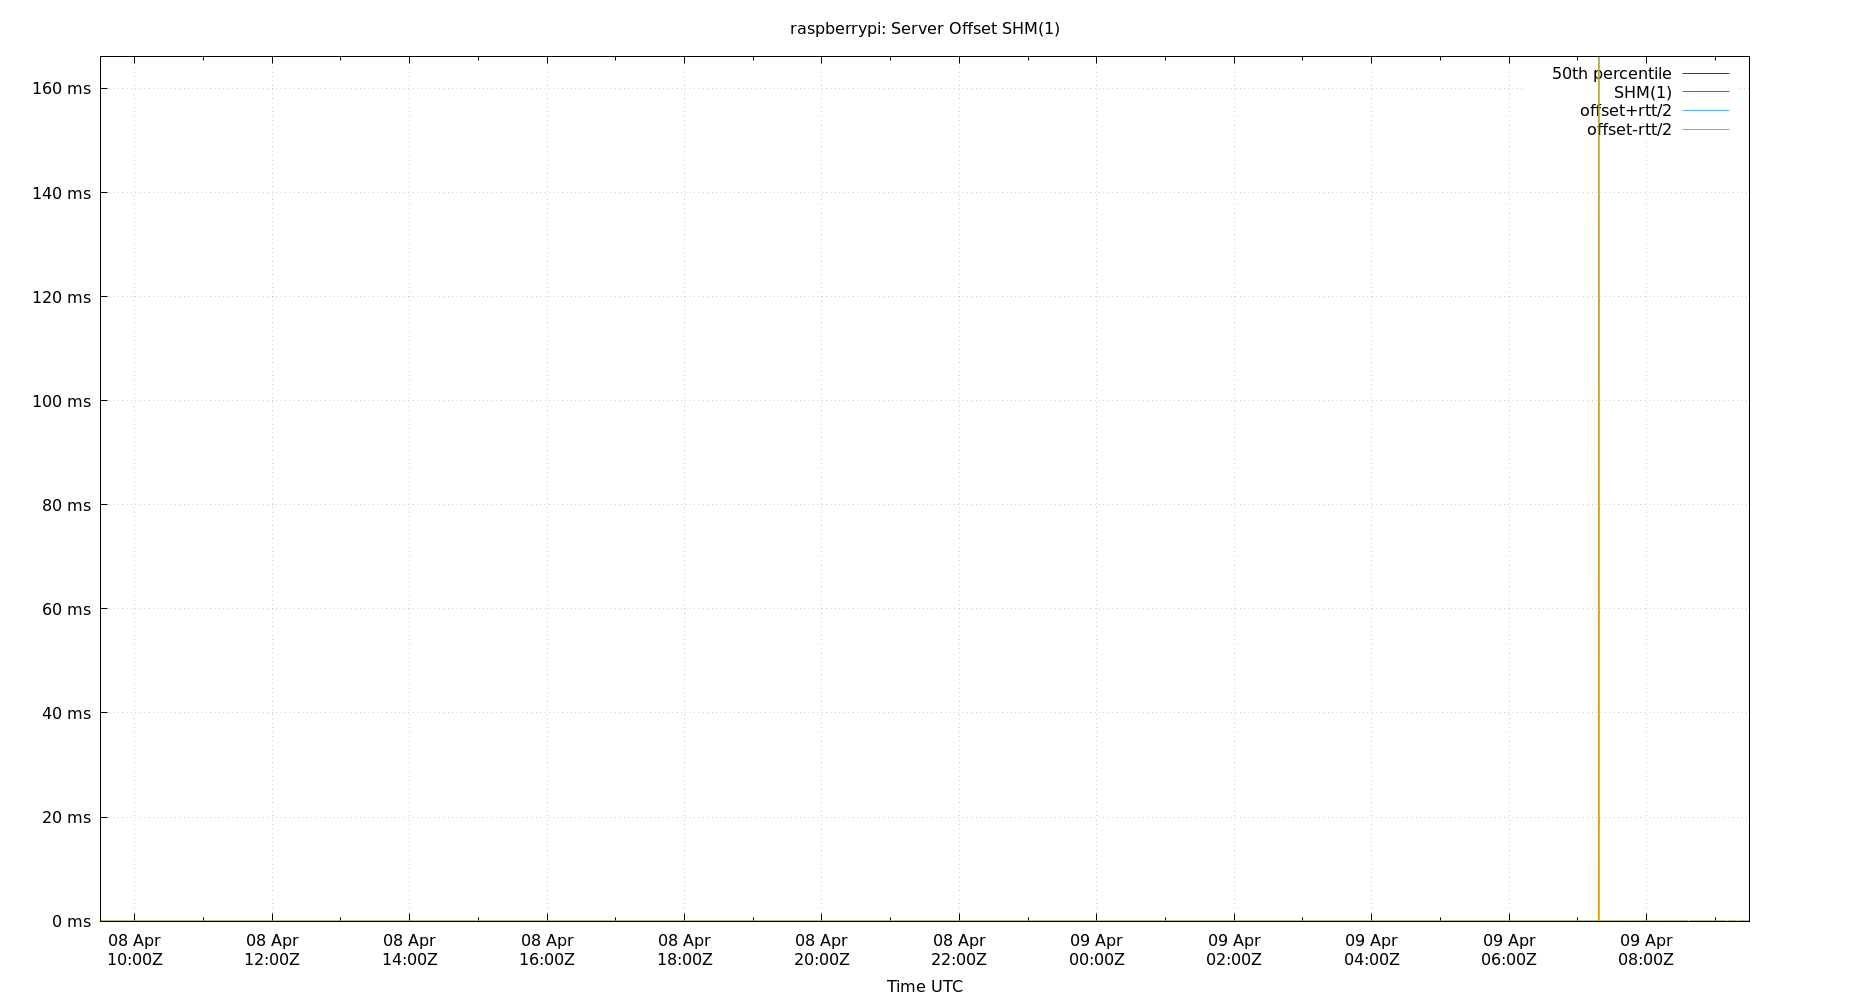 raspberrypi: Server Offset SHM(1)
50th percentile
SHM(1)
offset+rtt/2
offset-rtt/2
160 ms
140 ms
120 ms
100 ms
80 ms
60 ms
40 ms
20 ms
0 ms
08 Apr 08 Apr 08 Apr 08 Apr 08 Apr 08 Apr 08 Apr 09 Apr 09 Apr 09 Apr 09 Apr 09 Apr
10:00Z 12:00Z 14:00Z 16:00Z 18:00Z 20:00Z 22:00Z 00:00Z 02:00Z 04:00Z 06:00Z 08:00Z
Time UTC